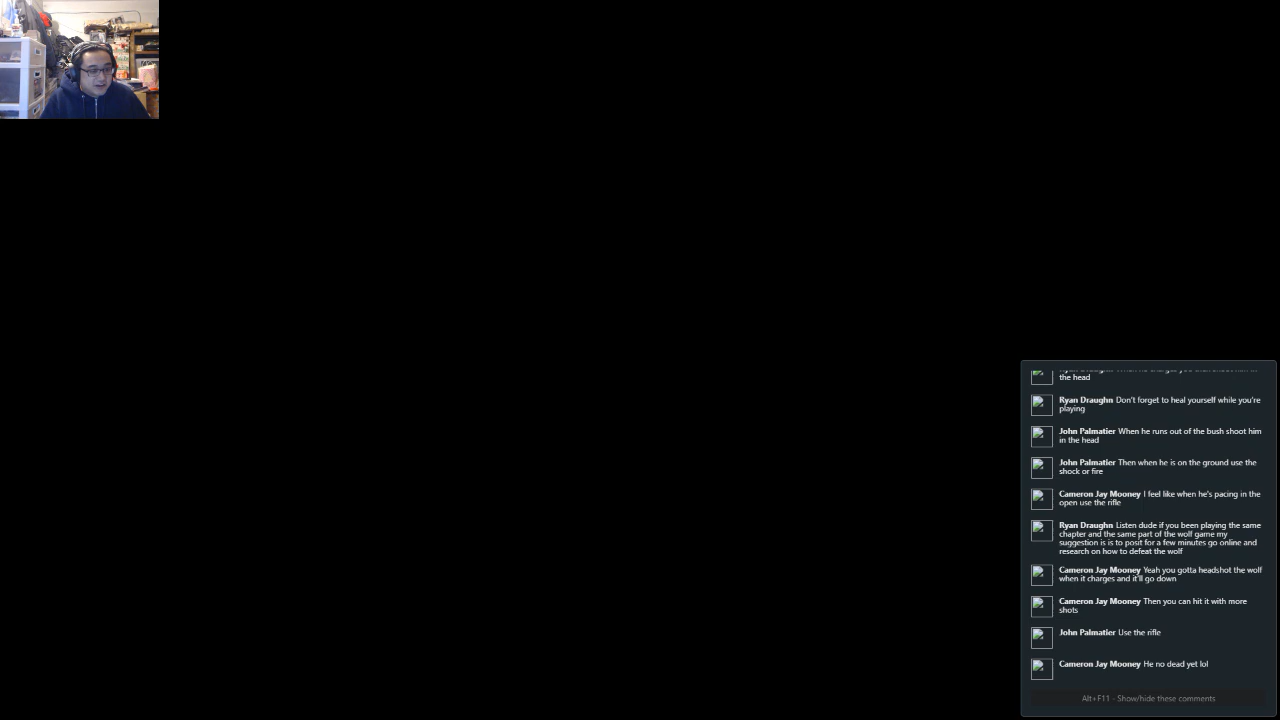 the head
Ryan Draughn Don't forget to heal yourself while you're
playing
John Palmatier When he runs out of the bush shoot him
in the head
John Palmatier Then when he is on the ground use the
shock or fire
Cameron Jay Mooney I feel like when he's pacing in the
open use the rifle
Ryan Draughn Listen dude if you been playing the same
chapter and the same part of the wolf game my
suggestion is is to posit for a few minutes go online and
research on how to defeat the wolf
Cameron Jay Mooney Yeah you gotta headshot the wolf
when it charges and it'll go down
Cameron Jay Mooney Then you can hit it with more
shots
John Palmatier Use the rifle
Cameron Jay Mooney He no dead yet lol
Alt+F11 - Show/hide these comments